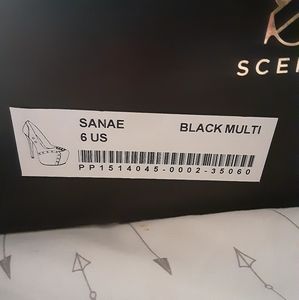 SCE
SANAE
6 US BLACK MULTI
PP1514045-0002-35060